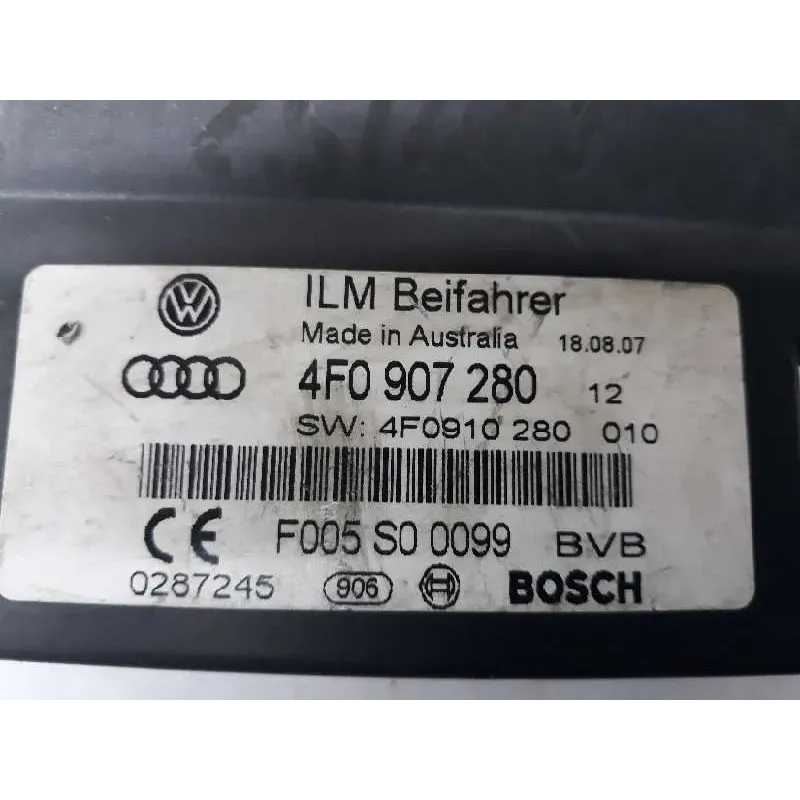 ILM Beifahrer
Made in Australia 18.08.07
4F0 907 280 12
SW: 4F0910 280 010
CE F005 S0 0099 BVB
0287245 906 BOSCH